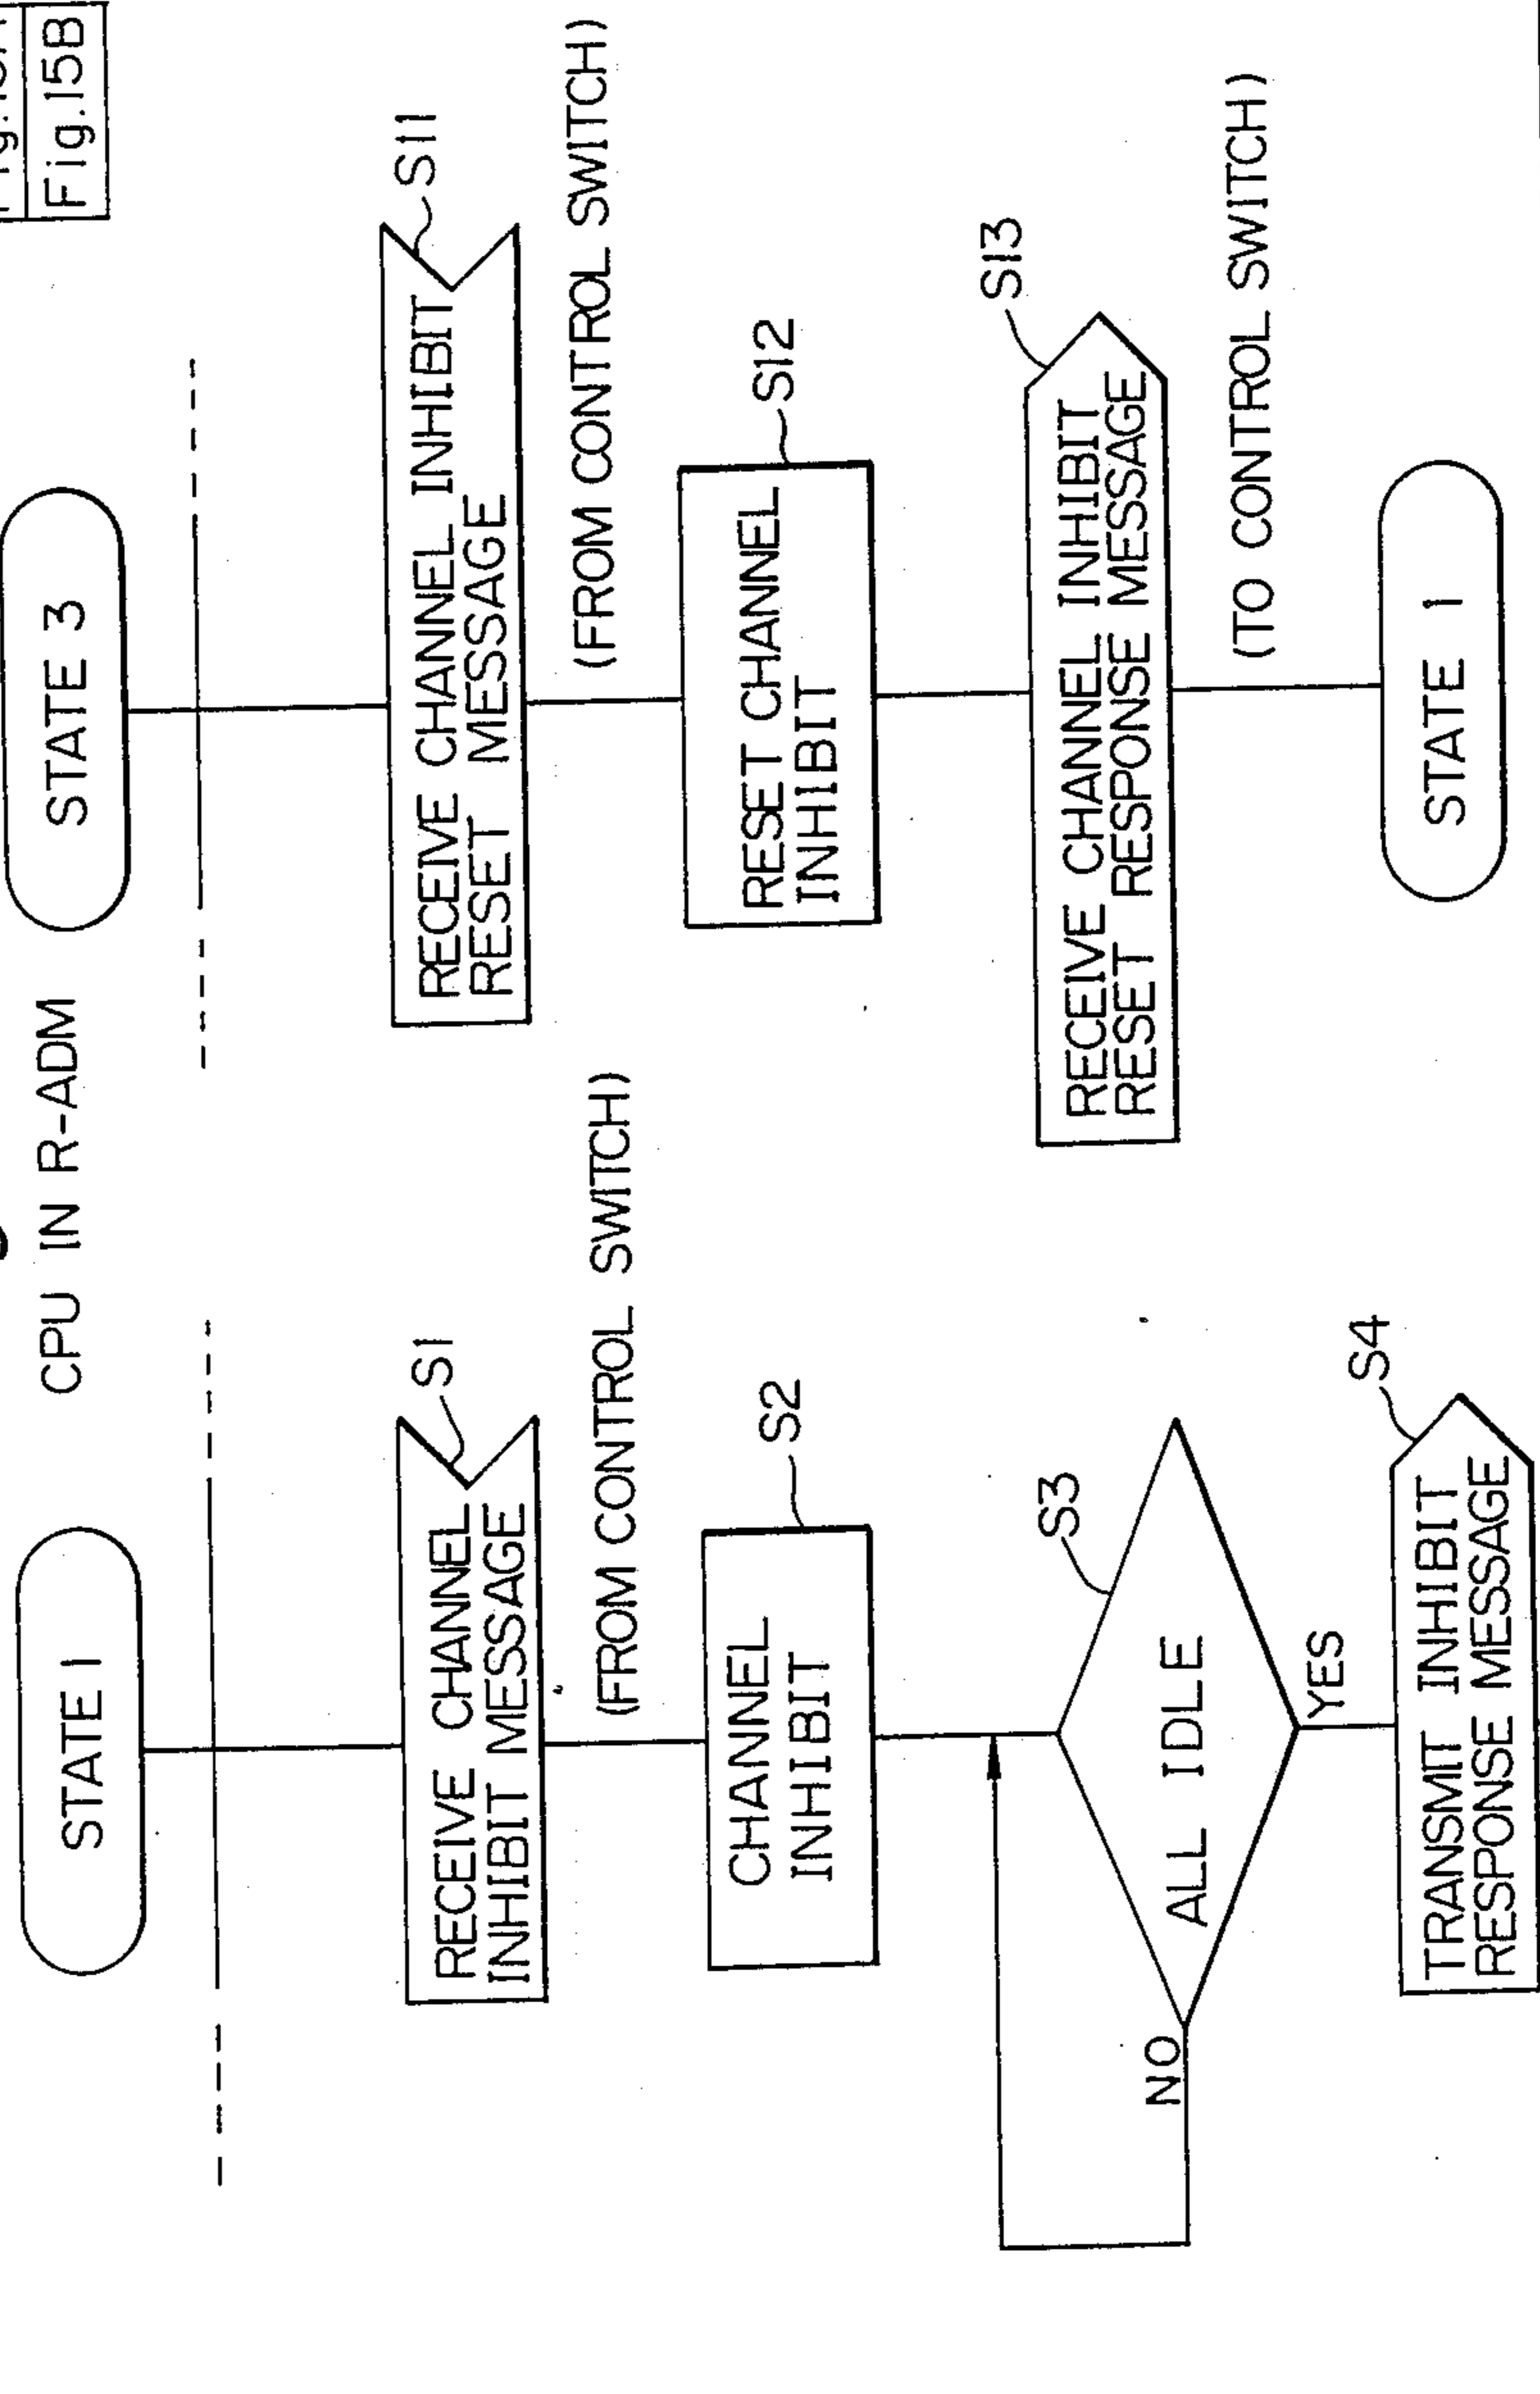 Fig.15B
CPU IN R-ADM
STATE 1
RECEIVE CHANNEL
INHIBIT MESSAGE
S1
(FROM CONTROL SWITCH)
CHANNEL
INHIBIT
S2
ALL IDLE
S3
NO
YES
TRANSMIT INHIBIT
RESPONSE MESSAGE
S4
STATE 3
RECEIVE CHANNEL INHIBIT
RESET MESSAGE
S11
(FROM CONTROL SWITCH)
RESET CHANNEL
INHIBIT
S12
RECEIVE CHANNEL INHIBIT
RESET RESPONSE MESSAGE
S13
(TO CONTROL SWITCH)
STATE 1